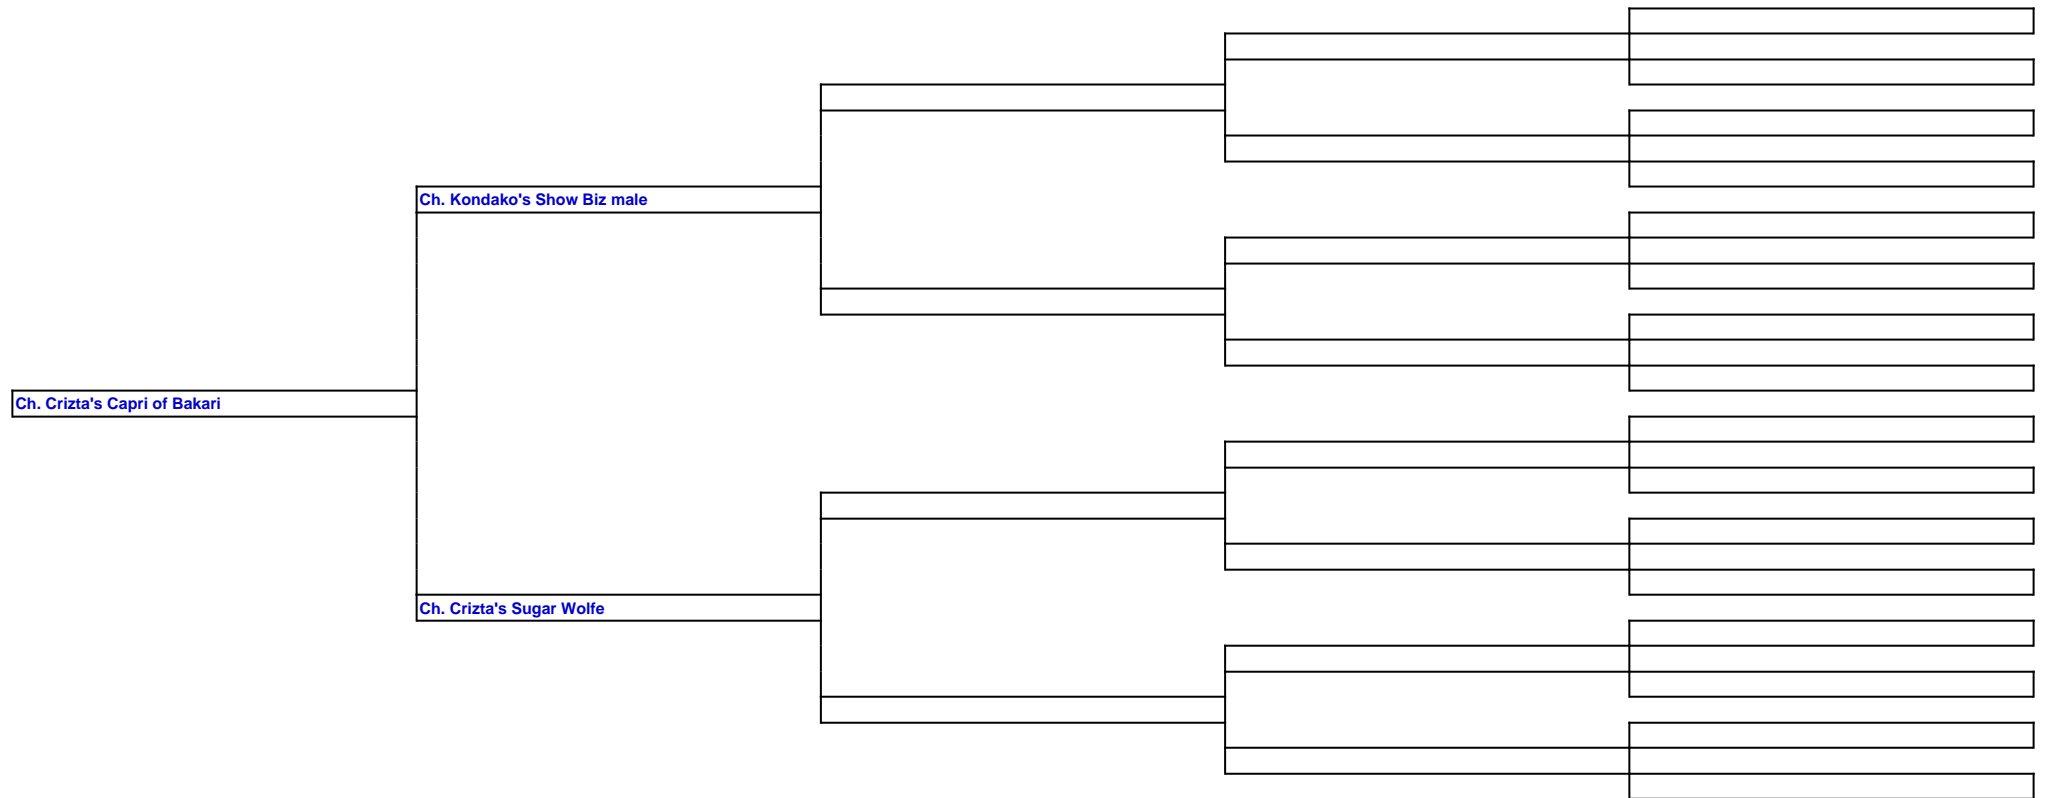 Ch. Kondako's Show Biz male
Ch. Crizta's Capri of Bakari
Ch. Crizta's Sugar Wolfe